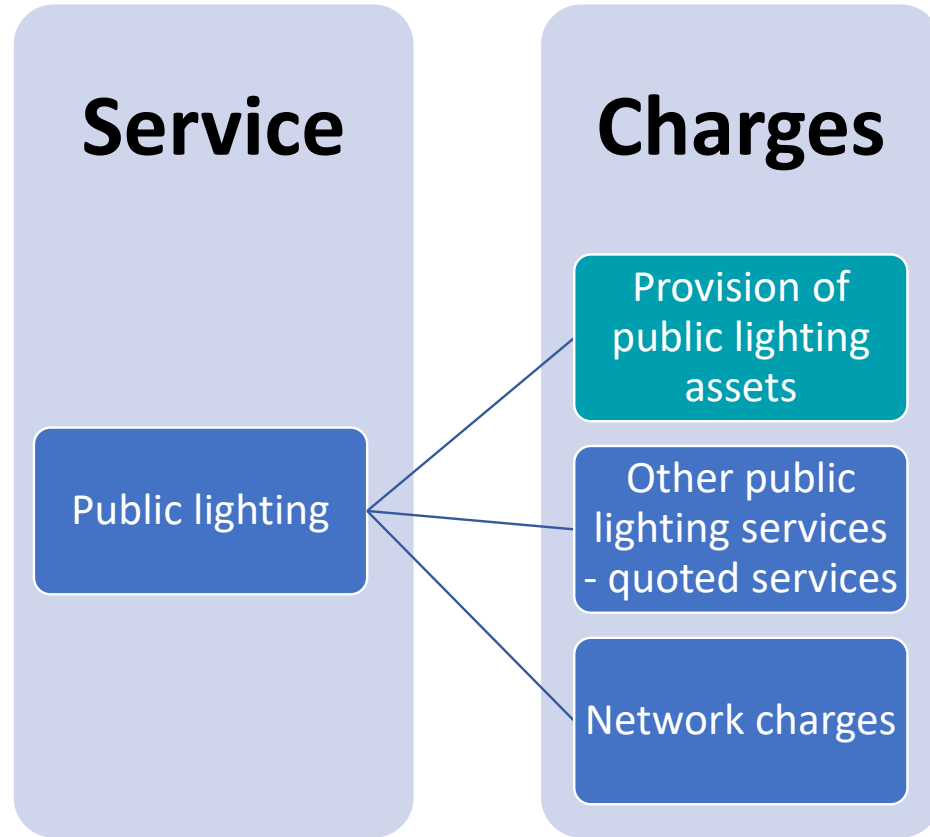 Service
Charges
Public lighting
Provision of
public lighting
assets
Other public
lighting services
- quoted services
Network charges